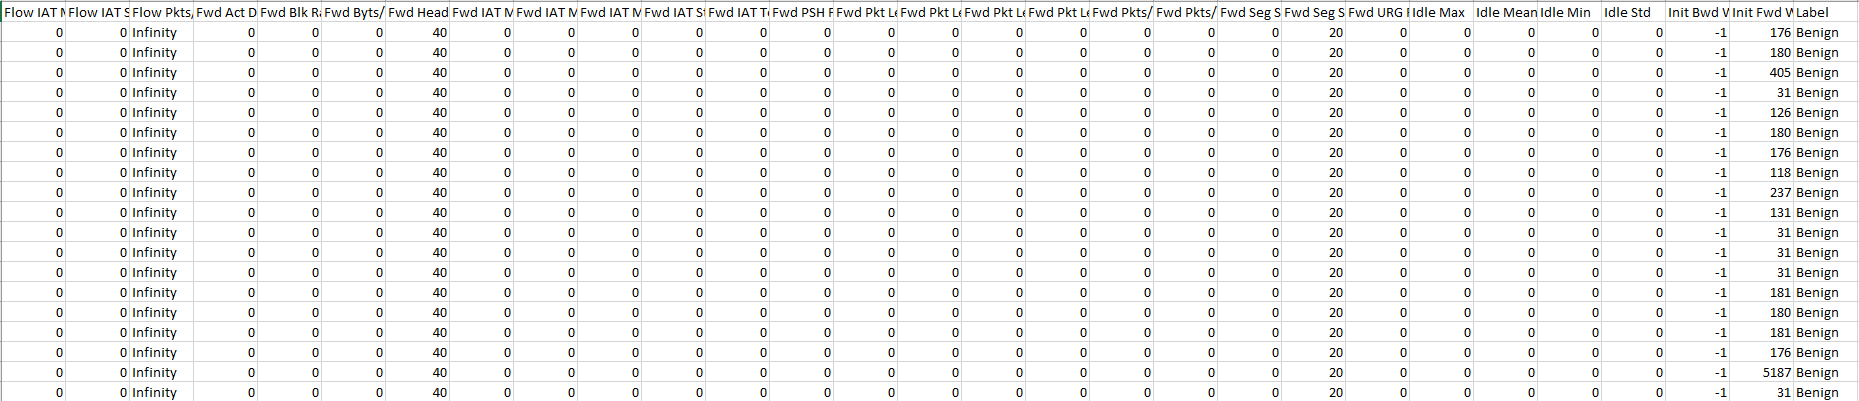 Flow IAT M Flow IAT S Flow Pkts/ Fwd Act D Fwd Blk Ra Fwd Byts/ Fwd Head Fwd IAT M Fwd IAT M Fwd IAT M Fwd IAT St Fwd IAT To Fwd PSH F Fwd Pkt Le Fwd Pkt Le Fwd Pkt Le Fwd Pkt Le Fwd Pkts/ Fwd Pkts/ Fwd Seg S Fwd Seg S Fwd URG F Idle Max Idle Mean Idle Min Idle Std Init Bwd W Init Fwd W Label
0 0 Infinity 0 0 0 40 0 0 0 0 0 0 0 0 0 0 0 0 0 20 0 0 0 0 0 -1 176 Benign
0 0 Infinity 0 0 0 40 0 0 0 0 0 0 0 0 0 0 0 0 0 20 0 0 0 0 0 -1 180 Benign
0 0 Infinity 0 0 0 40 0 0 0 0 0 0 0 0 0 0 0 0 0 20 0 0 0 0 0 -1 405 Benign
0 0 Infinity 0 0 0 40 0 0 0 0 0 0 0 0 0 0 0 0 0 20 0 0 0 0 0 -1 31 Benign
0 0 Infinity 0 0 0 40 0 0 0 0 0 0 0 0 0 0 0 0 0 20 0 0 0 0 0 -1 126 Benign
0 0 Infinity 0 0 0 40 0 0 0 0 0 0 0 0 0 0 0 0 0 20 0 0 0 0 0 -1 180 Benign
0 0 Infinity 0 0 0 40 0 0 0 0 0 0 0 0 0 0 0 0 0 20 0 0 0 0 0 -1 176 Benign
0 0 Infinity 0 0 0 40 0 0 0 0 0 0 0 0 0 0 0 0 0 20 0 0 0 0 0 -1 118 Benign
0 0 Infinity 0 0 0 40 0 0 0 0 0 0 0 0 0 0 0 0 0 20 0 0 0 0 0 -1 237 Benign
0 0 Infinity 0 0 0 40 0 0 0 0 0 0 0 0 0 0 0 0 0 20 0 0 0 0 0 -1 131 Benign
0 0 Infinity 0 0 0 40 0 0 0 0 0 0 0 0 0 0 0 0 0 20 0 0 0 0 0 -1 31 Benign
0 0 Infinity 0 0 0 40 0 0 0 0 0 0 0 0 0 0 0 0 0 20 0 0 0 0 0 -1 31 Benign
0 0 Infinity 0 0 0 40 0 0 0 0 0 0 0 0 0 0 0 0 0 20 0 0 0 0 0 -1 31 Benign
0 0 Infinity 0 0 0 40 0 0 0 0 0 0 0 0 0 0 0 0 0 20 0 0 0 0 0 -1 181 Benign
0 0 Infinity 0 0 0 40 0 0 0 0 0 0 0 0 0 0 0 0 0 20 0 0 0 0 0 -1 180 Benign
0 0 Infinity 0 0 0 40 0 0 0 0 0 0 0 0 0 0 0 0 0 20 0 0 0 0 0 -1 181 Benign
0 0 Infinity 0 0 0 40 0 0 0 0 0 0 0 0 0 0 0 0 0 20 0 0 0 0 0 -1 176 Benign
0 0 Infinity 0 0 0 40 0 0 0 0 0 0 0 0 0 0 0 0 0 20 0 0 0 0 0 -1 5187 Benign
0 0 Infinity 0 0 0 40 0 0 0 0 0 0 0 0 0 0 0 0 0 20 0 0 0 0 0 -1 31 Benign